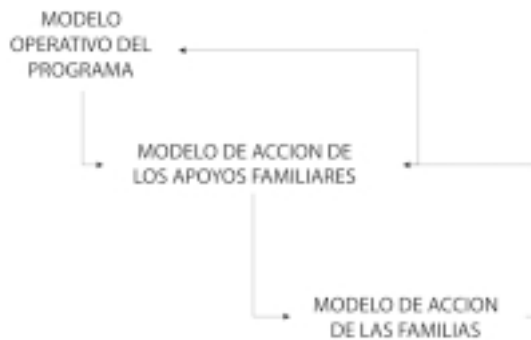 MODELO
OPERATIVO DEL
PROGRAMA
MODELO DE ACCION DE
LOS APOYOS FAMILIARES
MODELO DE ACCION
DE LAS FAMILIAS